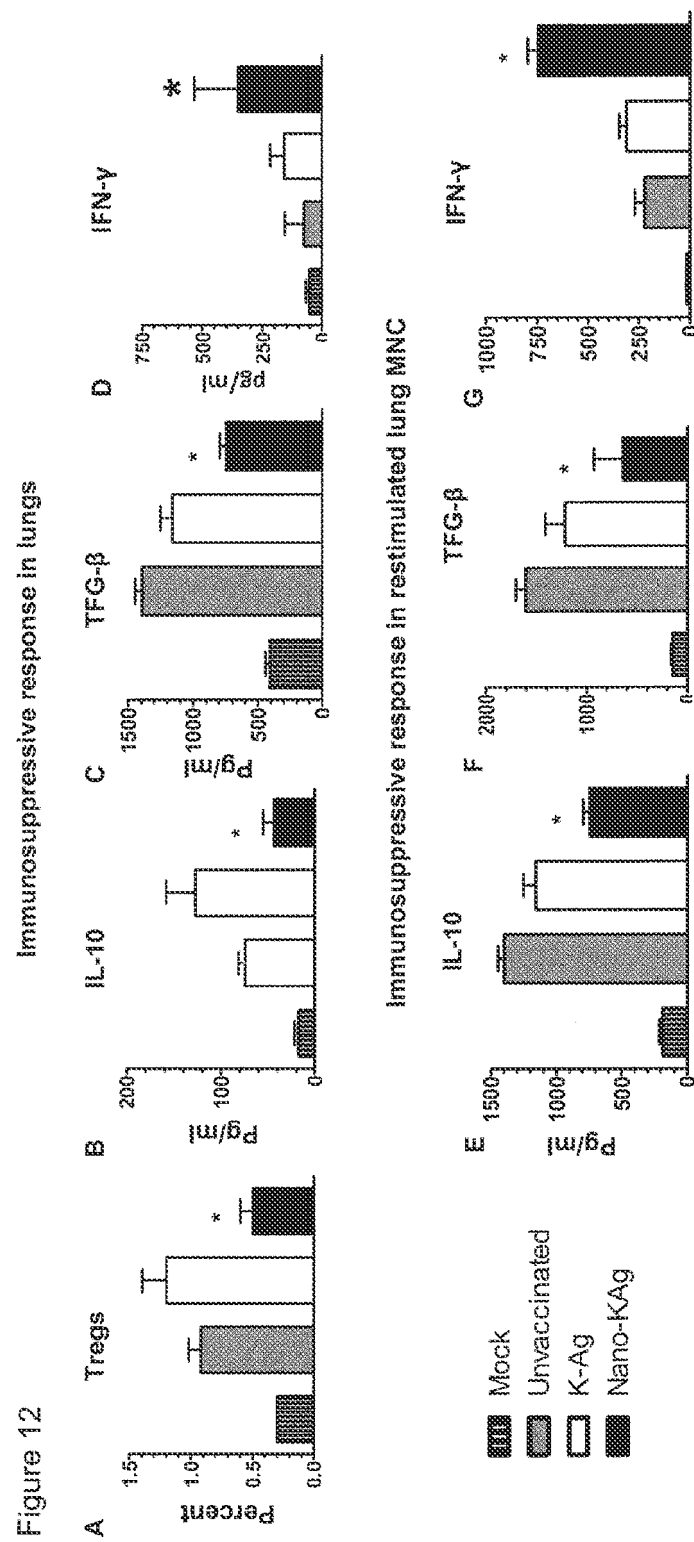 Figure 12
Immunosuppressive response in lungs
A
Tregs
Percent
1.5
1.0
0.5
0.0
*
B
IL-10
Pg/ml
200
100
0
*
C
TFG-β
Pg/ml
1500
1000
500
0
*
D
IFN-γ
pg/ml
750
500
250
0
*
Immunosuppressive response in restimulated lung MNC
Mock
Unvaccinated
K-Ag
Nano-KAg
E
IL-10
Pg/ml
1500
1000
500
0
*
F
TFG-β
2000
1000
0
*
G
IFN-γ
1000
750
500
250
0
*